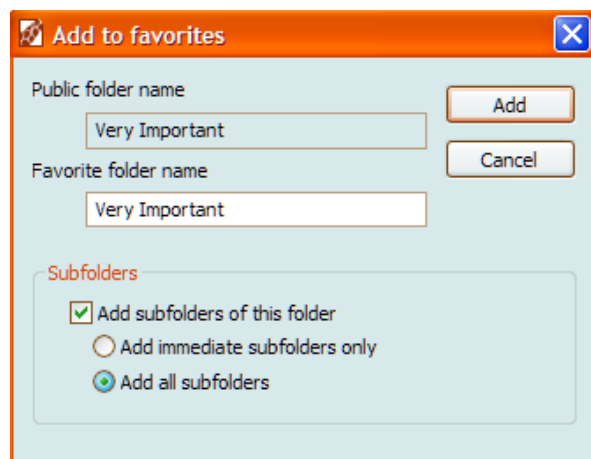 Add to favorites
Public folder name
Add
Very Important
Cancel
Favorite folder name
Very Important
Subfolders
Add subfolders of this folder
Add immediate subfolders only
Add all subfolders